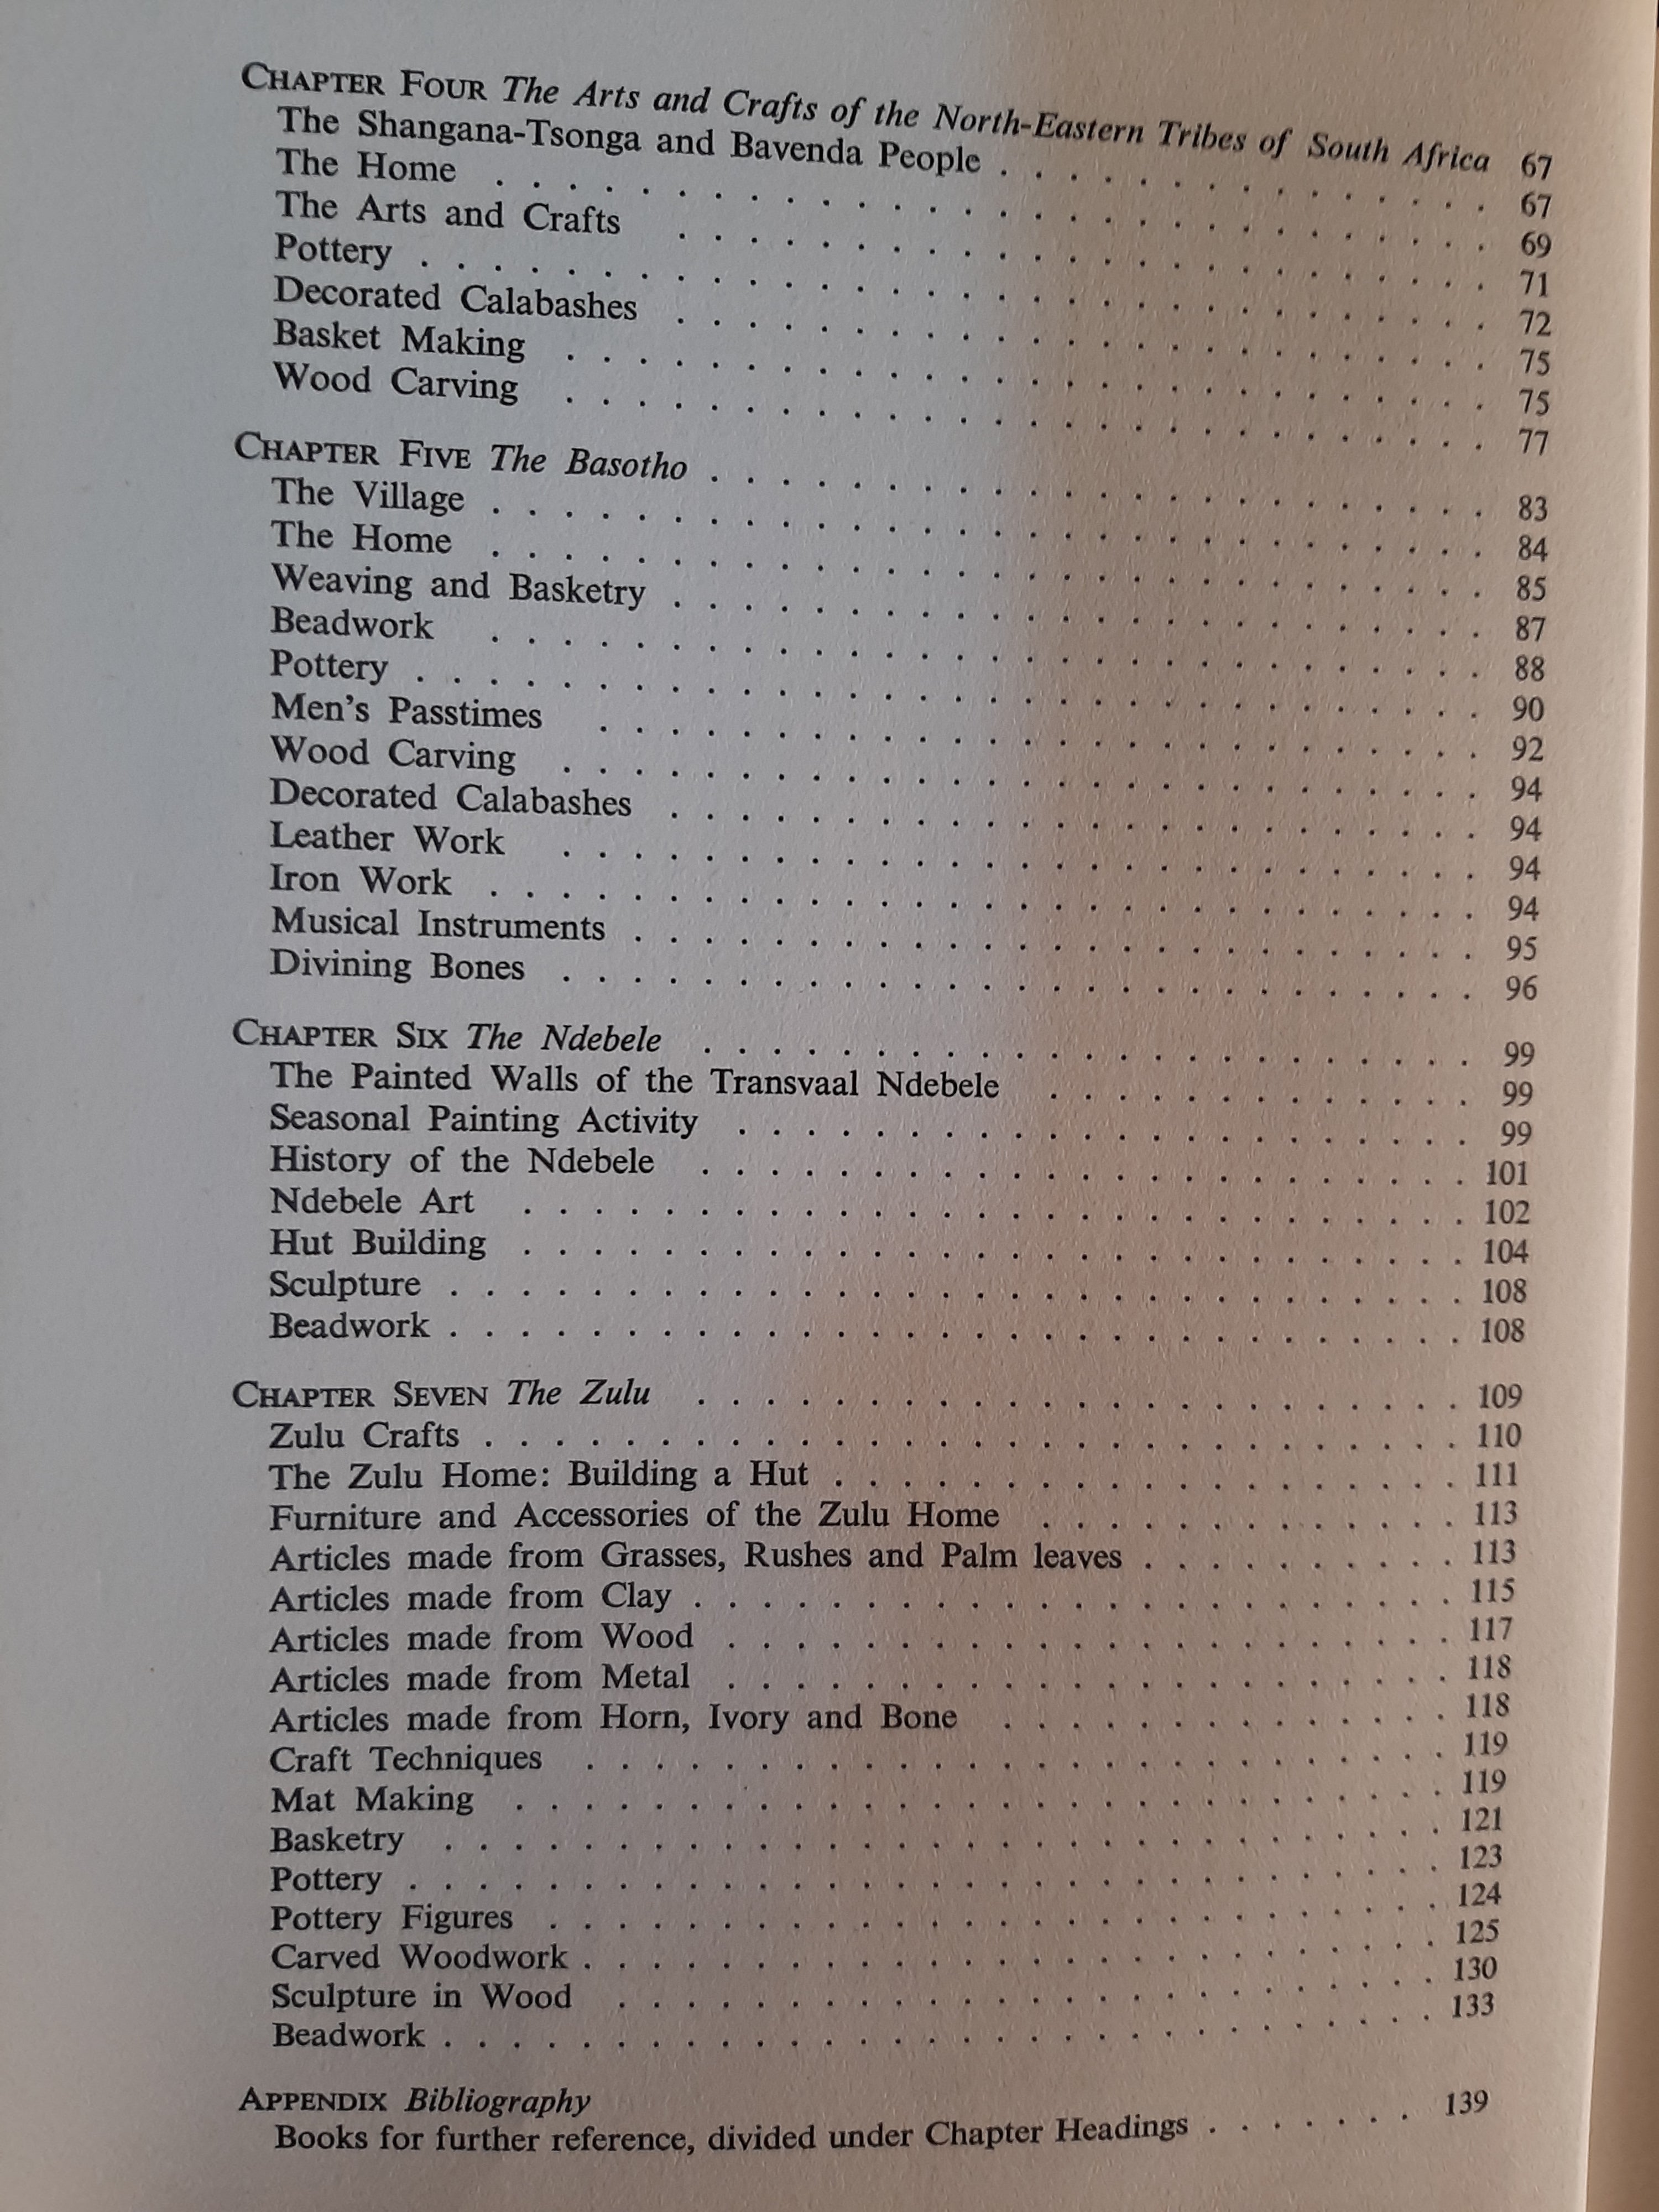 CHAPTER FOUR The Arts and Crafts of the North-Eastern Tribes of South Africa 67
The Shangana-Tsonga and Bavenda People . . . . . . . . . . . . . . 67
The Home . . . . . . . . . . . . . . 69
The Arts and Crafts . . . . . . . . . . . . . . 71
Pottery . . . . . . . . . . . . . . 72
Decorated Calabashes . . . . . . . . . . . . . . 75
Basket Making . . . . . . . . . . . . . . 75
Wood Carving . . . . . . . . . . . . . . 77
CHAPTER FIVE The Basotho . . . . . . . . . . . . . . 83
The Village . . . . . . . . . . . . . . 84
The Home . . . . . . . . . . . . . . 85
Weaving and Basketry . . . . . . . . . . . . . . 87
Beadwork . . . . . . . . . . . . . . 88
Pottery . . . . . . . . . . . . . . 90
Men's Passtimes . . . . . . . . . . . . . . 92
Wood Carving . . . . . . . . . . . . . . 94
Decorated Calabashes . . . . . . . . . . . . . . 94
Leather Work . . . . . . . . . . . . . . 94
Iron Work . . . . . . . . . . . . . . 94
Musical Instruments . . . . . . . . . . . . . . 95
Divining Bones . . . . . . . . . . . . . . 96
CHAPTER SIX The Ndebele . . . . . . . . . . . . . . 99
The Painted Walls of the Transvaal Ndebele . . . . . . . . . . . . . 99
Seasonal Painting Activity . . . . . . . . . . . . . . 99
History of the Ndebele . . . . . . . . . . . . . . 101
Ndebele Art . . . . . . . . . . . . . . 102
Hut Building . . . . . . . . . . . . . . 104
Sculpture . . . . . . . . . . . . . . 108
Beadwork . . . . . . . . . . . . . . 108
CHAPTER SEVEN The Zulu . . . . . . . . . . . . . . 109
Zulu Crafts . . . . . . . . . . . . . . 110
The Zulu Home: Building a Hut . . . . . . . . . . . . . . 111
Furniture and Accessories of the Zulu Home . . . . . . . . . . . . 113
Articles made from Grasses, Rushes and Palm leaves . . . . . . . . . 113
Articles made from Clay . . . . . . . . . . . . . . 115
Articles made from Wood . . . . . . . . . . . . . . 117
Articles made from Metal . . . . . . . . . . . . . . 118
Articles made from Horn, Ivory and Bone . . . . . . . . . . . . . 118
Craft Techniques . . . . . . . . . . . . . . 119
Mat Making . . . . . . . . . . . . . . 119
Basketry . . . . . . . . . . . . . . 121
Pottery . . . . . . . . . . . . . . 123
Pottery Figures . . . . . . . . . . . . . . 124
Carved Woodwork . . . . . . . . . . . . . . 125
Sculpture in Wood . . . . . . . . . . . . . . 130
Beadwork . . . . . . . . . . . . . . 133
APPENDIX Bibliography
Books for further reference, divided under Chapter Headings . . . . . . 139